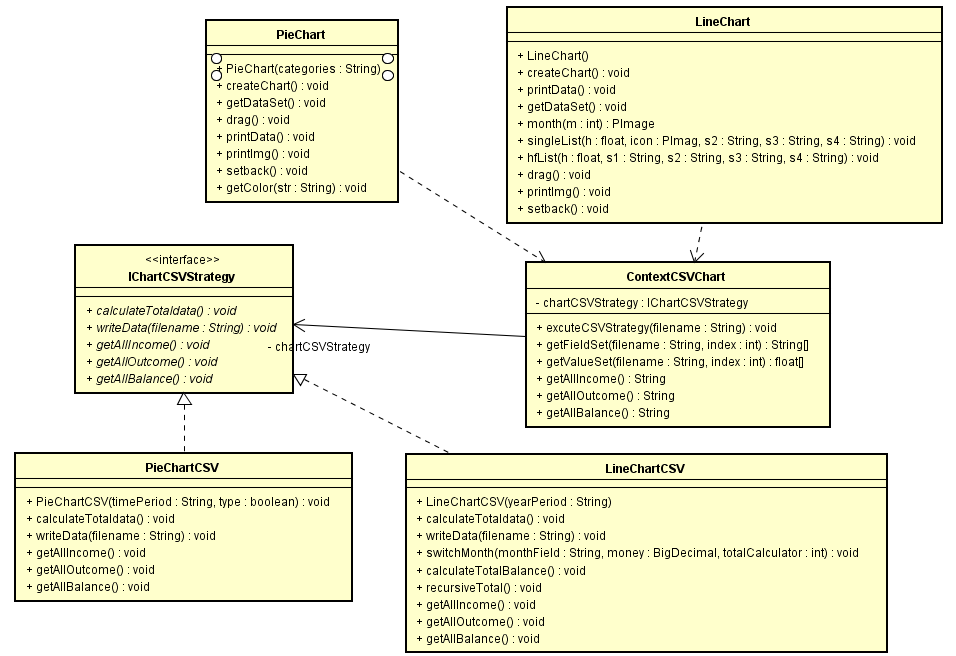 PieChart
+ PieChart(categories : String)
+ createChart() : void
+ getDataSet() : void
+ drag() : void
+ printData() : void
+ printImg() : void
+ setback() : void
+ getColor(str : String) : void
LineChart
+ LineChart()
+ createChart() : void
+ printData() : void
+ getDataSet() : void
+ month(m : int) : PImage
+ singleList(h : float, icon : PImag, s2 : String, s3 : String, s4 : String) : void
+ hfList(h : float, s1 : String, s2 : String, s3 : String, s4 : String) : void
+ drag() : void
+ printImg() : void
+ setback() : void
<<interface>>
IChartCSVStrategy
+ calculateTotaldata() : void
+ writeData(filename : String) : void
+ getAllIncome() : void
+ getAllOutcome() : void
+ getAllBalance() : void
- chartCSVStrategy
ContextCSVChart
- chartCSVStrategy : IChartCSVStrategy
+ excuteCSVStrategy(filename : String) : void
+ getFieldSet(filename : String, index : int) : String[]
+ getValueSet(filename : String, index : int) : float[]
+ getAllIncome() : String
+ getAllOutcome() : String
+ getAllBalance() : String
PieChartCSV
+ PieChartCSV(timePeriod : String, type : boolean) : void
+ calculateTotaldata() : void
+ writeData(filename : String) : void
+ getAllIncome() : void
+ getAllOutcome() : void
+ getAllBalance() : void
LineChartCSV
+ LineChartCSV(yearPeriod : String)
+ calculateTotaldata() : void
+ writeData(filename : String) : void
+ switchMonth(monthField : String, money : BigDecimal, totalCalculator : int) : void
+ calculateTotalBalance() : void
+ recursiveTotal() : void
+ getAllIncome() : void
+ getAllOutcome() : void
+ getAllBalance() : void